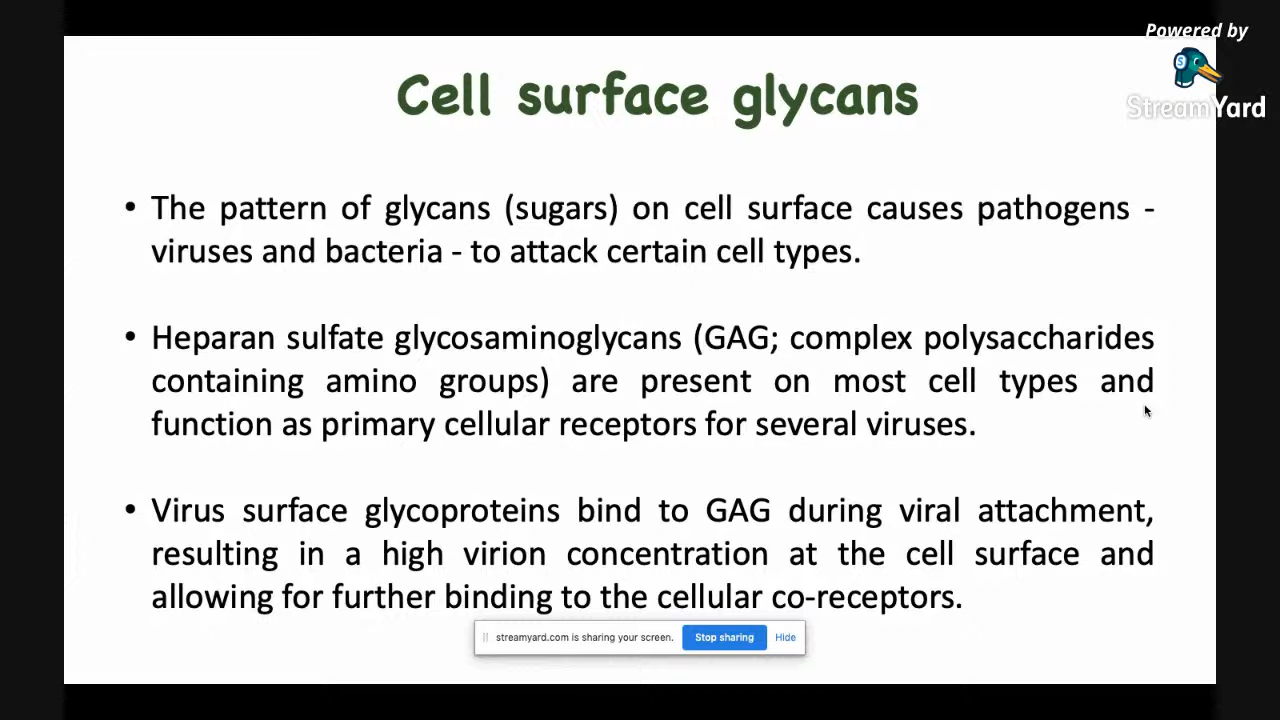 Powered by
StreamYard
Cell surface glycans
• The pattern of glycans (sugars) on cell surface causes pathogens -
viruses and bacteria - to attack certain cell types.
• Heparan sulfate glycosaminoglycans (GAG; complex polysaccharides
containing amino groups) are present on most cell types and
function as primary cellular receptors for several viruses.
• Virus surface glycoproteins bind to GAG during viral attachment,
resulting in a high virion concentration at the cell surface and
allowing for further binding to the cellular co-receptors.
streamyard.com is sharing your screen. Stop sharing Hide